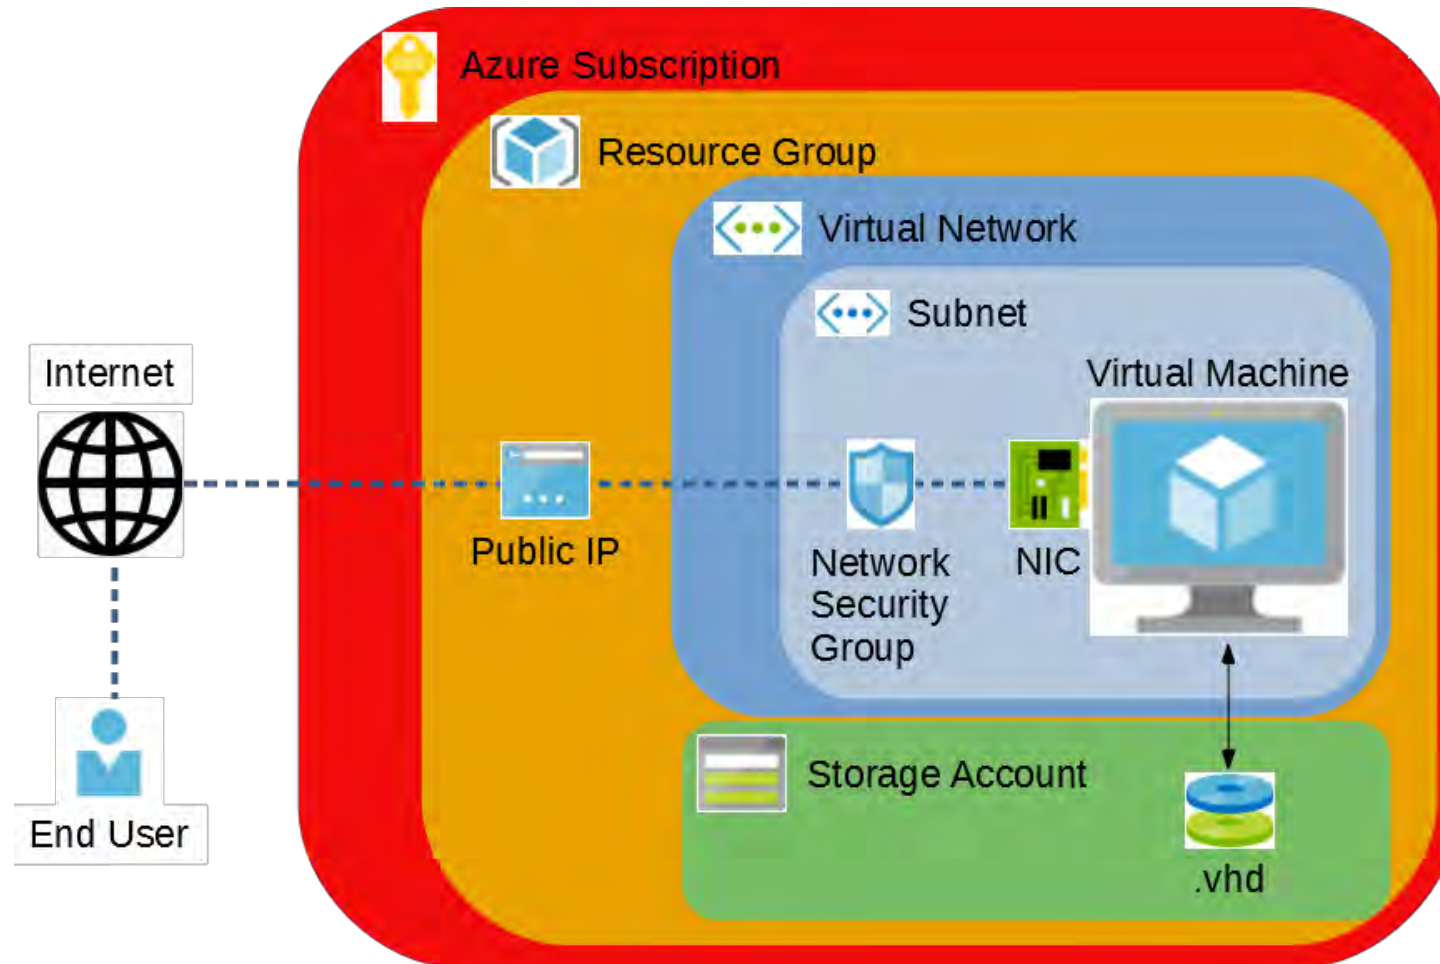 Azure Subscription
Resource Group
Virtual Network
Subnet
Virtual Machine
Internet
Public IP
Network
Security
Group
NIC
End User
Storage Account
.vhd